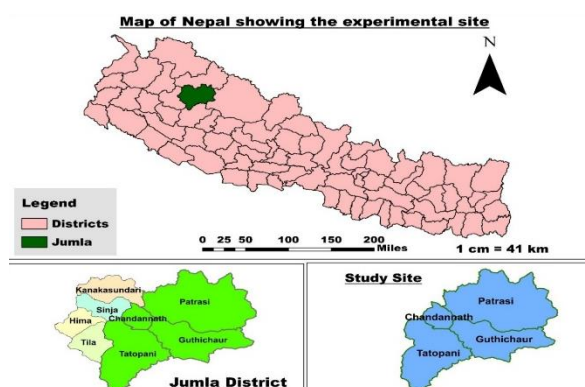 Map of Nepal showing the experimental site
N
Legend
Districts
Jumla
0 25 50 100 150 200
Miles
1 cm = 41 km
Kanakasundari
Sinja
Hima
Tila
Chandannath
Patrasi
Guthichaur
Tatopani
Jumla District
Study Site
Patrasi
Chandannath
Guthichaur
Tatopani